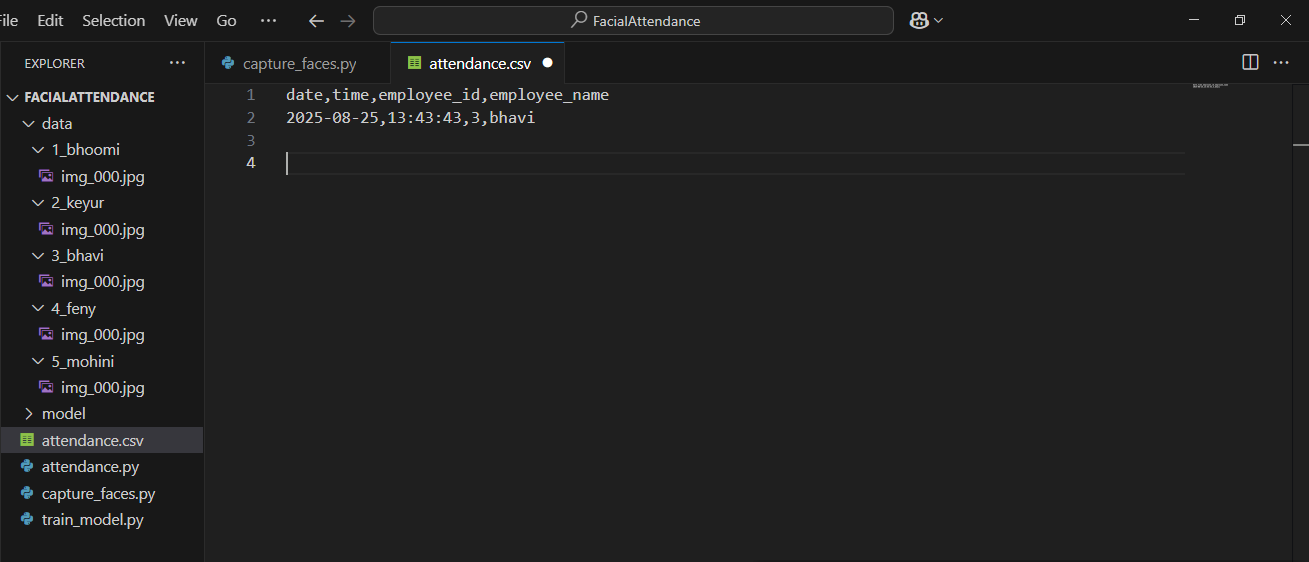 ile Edit Selection View Go ··· FacialAttendance
EXPLORER ···
FACIALATTENDANCE
data
1_bhoomi
img_000.jpg
2_keyur
img_000.jpg
3_bhavi
img_000.jpg
4_feny
img_000.jpg
5_mohini
img_000.jpg
model
attendance.csv
attendance.py
capture_faces.py
train_model.py
capture_faces.py attendance.csv ● ···
1 date,time,employee_id,employee_name
2 2025-08-25,13:43:43,3,bhavi
3
4